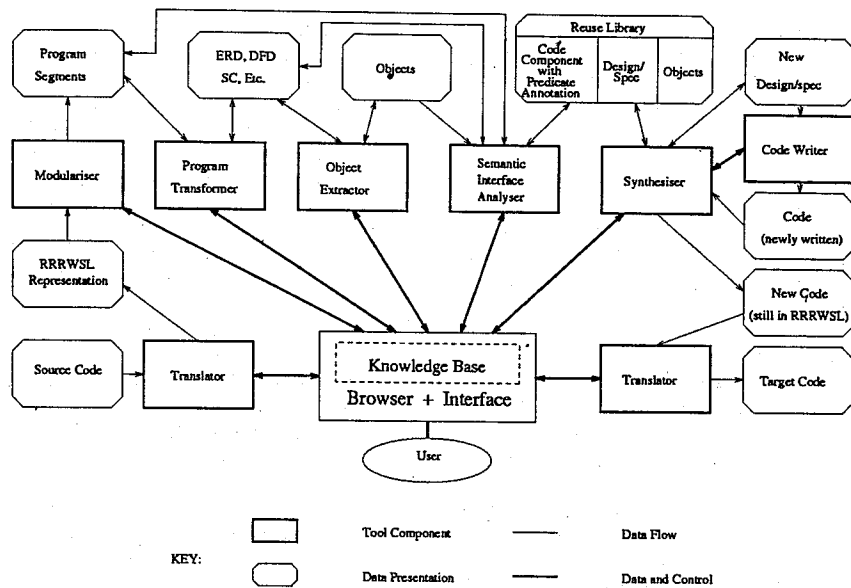 Reuse Library
Program
Segments
ERD, DFD
SC, Etc.
Objects
Code
Component
with
Predicate
Annotation
Design/
Spec
Objects
New
Design/spec
Modulariser
Program
Transformer
Object
Extractor
Semantic
Interface
Analyser
Synthesiser
Code Writer
Code
(newly written)
RRRWSL
Representation
New Code
(still in RRRWSL)
Source Code
Translator
Knowledge Base
Browser + Interface
Translator
Target Code
User
KEY:
Tool Component
Data Flow
Data Presentation
Data and Control